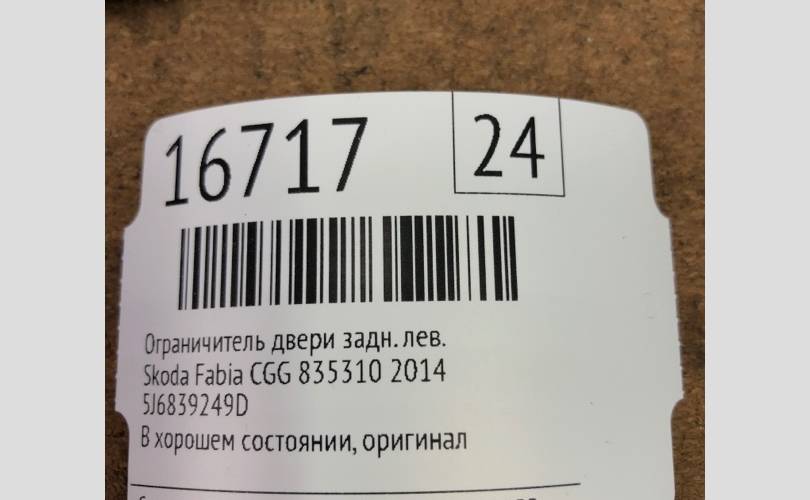 16717
24
Ограничитель двери задн. лев.
Skoda Fabia CGG 835310 2014
5J6839249D
В хорошем состоянии, оригинал